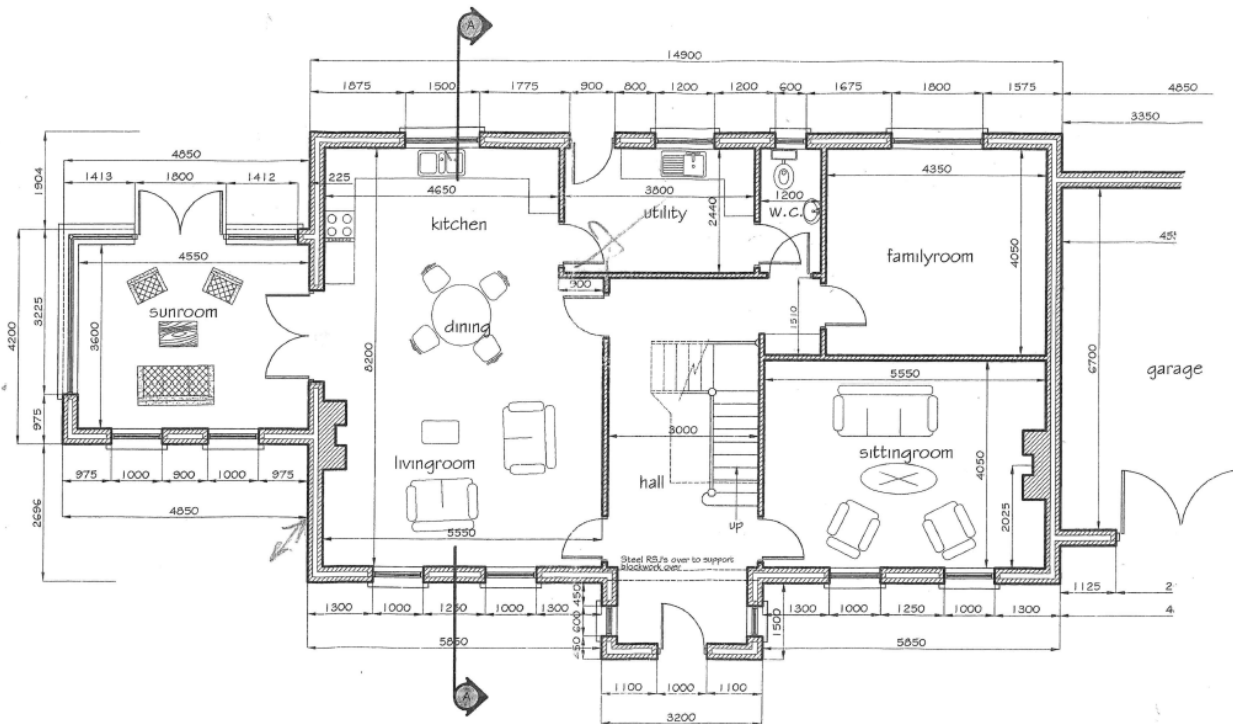 A
14900
1875 1500 1775 900 800 1200 1200 600 1675 1800 1575 4850
3350
4850
1413 1800 1412 225
1904
4650 3800 4350
1200
kitchen utility W.C.
2440
4550
familyroom
4050
sunroom
900
dining
3225
4200
3600
8200
1510
6700
garage
5550
975
3000
livingroom hall sittingroom
4050
2025
975 1000 900 1000 975
up
4850
2696
5550
Steel RSJ's over to support
blockwork over
1300 1000 1250 1000 1300
450
600
450
1500
1300 1000 1250 1000 1300
1125
5850 5850
A
1100 1000 1100
3200